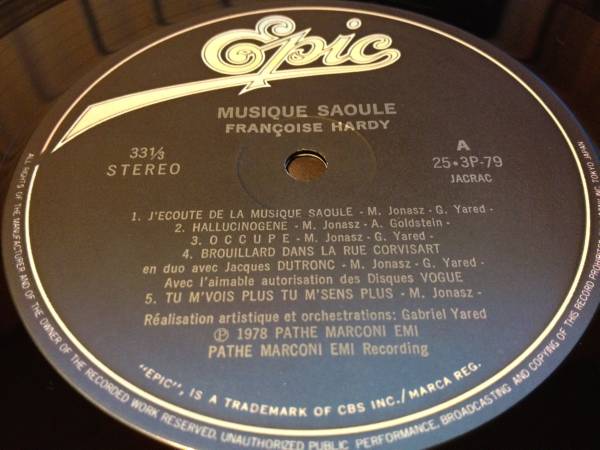 Epic
MUSIQUE SAOULE
FRANÇOISE HARDY
33⅓
STEREO
A
25•3P-79
JACRAC
1. J'ECOUTE DE LA MUSIQUE SAOULE - M. Jonasz - G. Yared -
2. HALLUCINOGENE - M. Jonasz - A. Goldstein -
3. OCCUPE - M. Jonasz - G. Yared -
4. BROUILLARD DANS LA RUE CORVISART
en duo avec Jacques DUTRONC - M. Jonasz - G. Yared -
Avec l'aimable autorisation des Disques VOGUE
5. TU M'VOIS PLUS TU M'SENS PLUS - M. Jonasz -
Réalisation artistique et orchestrations: Gabriel Yared
Ⓟ 1978 PATHE MARCONI EMI
PATHE MARCONI EMI Recording
"EPIC", IS A TRADEMARK OF CBS INC./MARCA REG.
ALL RIGHTS OF THE MANUFACTURER AND OF THE OWNER OF THE RECORDED WORK RESERVED. UNAUTHORIZED PUBLIC PERFORMANCE, BROADCASTING AND COPYING OF THIS RECORD PROHIBITED. TOKYO JAPAN